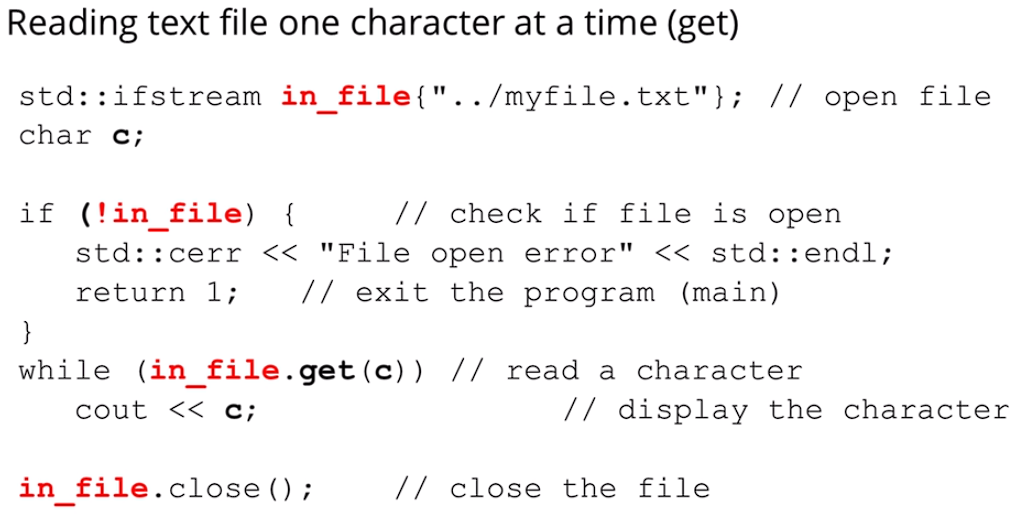 Reading text file one character at a time (get)
std::ifstream in_file{"../myfile.txt"}; // open file
char c;
if (!in_file) { // check if file is open
std::cerr << "File open error" << std::endl;
return 1; // exit the program (main)
}
while (in_file.get(c)) // read a character
cout << c; // display the character
in_file.close(); // close the file